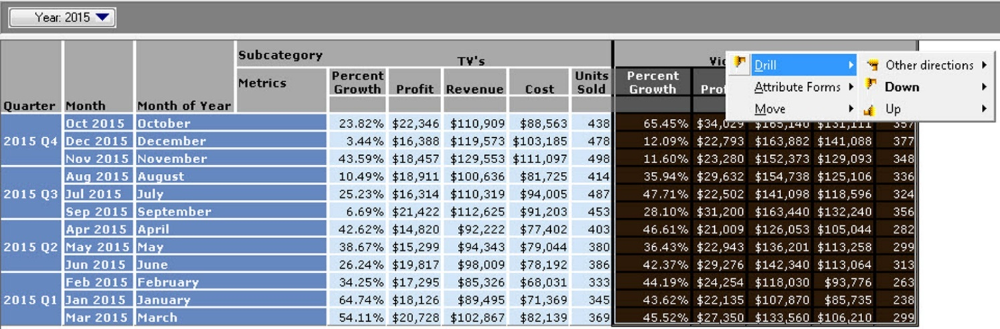 Year: 2015
Subcategory TV's Vic
Drill Other directions
Metrics Percent Growth Profit Revenue Cost Units Sold Percent Growth Prof
Attribute Forms Down
Quarter Month Month of Year Move Up
2015 Q4 Oct 2015 October 23.82% $22,346 $110,909 $88,563 438 65.45% $34,029 $165,140 $131,111 357
Dec 2015 December 3.44% $16,388 $119,573 $103,185 478 12.09% $22,793 $163,882 $141,088 377
Nov 2015 November 43.59% $18,457 $129,553 $111,097 498 11.60% $23,280 $152,373 $129,093 348
2015 Q3 Aug 2015 August 10.49% $18,911 $100,636 $81,725 414 35.94% $29,632 $154,738 $125,106 336
Jul 2015 July 25.23% $16,314 $110,319 $94,005 487 47.71% $22,502 $141,098 $118,596 324
Sep 2015 September 6.69% $21,422 $112,625 $91,203 453 28.10% $31,200 $163,440 $132,240 356
2015 Q2 Apr 2015 April 42.62% $14,820 $92,222 $77,402 403 46.61% $21,009 $126,053 $105,044 282
May 2015 May 38.67% $15,299 $94,343 $79,044 380 36.43% $22,943 $136,201 $113,258 299
Jun 2015 June 26.24% $19,817 $98,009 $78,192 386 42.37% $29,276 $142,340 $113,064 313
2015 Q1 Feb 2015 February 34.25% $17,295 $85,326 $68,031 333 44.19% $24,254 $118,030 $93,776 263
Jan 2015 January 64.74% $18,126 $89,495 $71,369 345 43.62% $22,135 $107,870 $85,735 238
Mar 2015 March 54.11% $20,728 $102,867 $82,139 369 45.52% $27,350 $133,560 $106,210 299